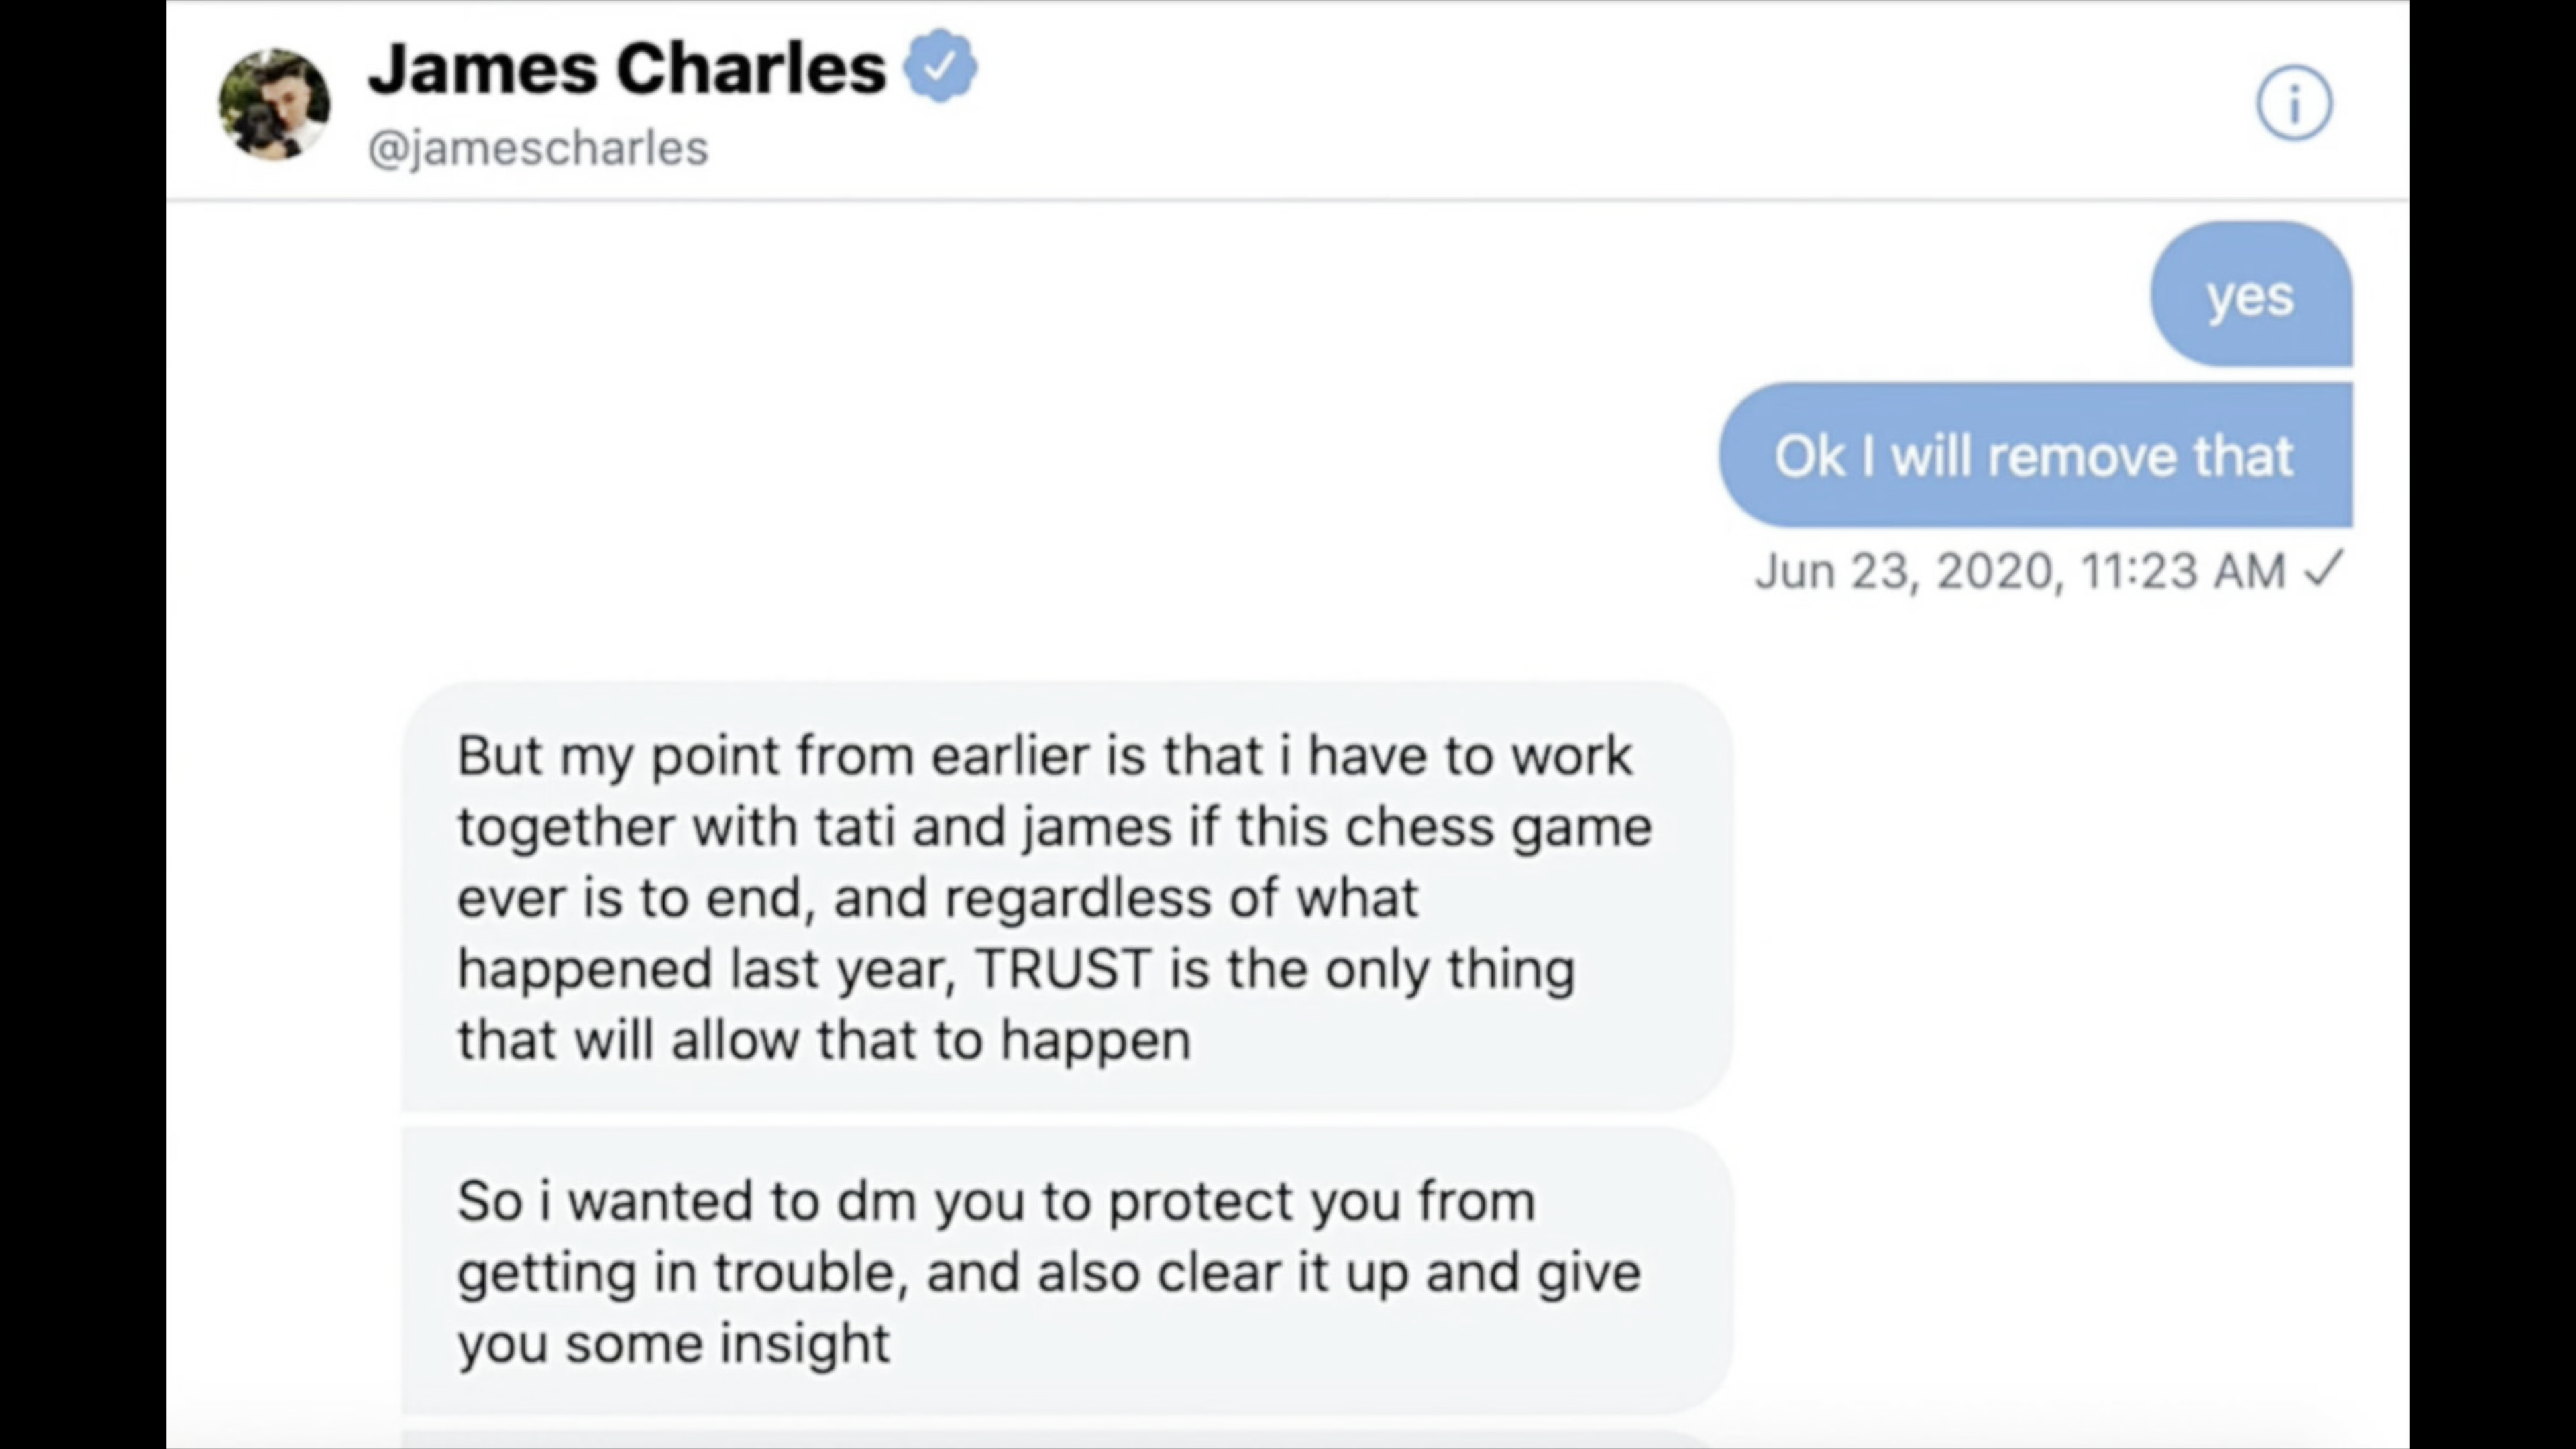 James Charles
@jamescharles
yes
Ok I will remove that
Jun 23, 2020, 11:23 AM ✓
But my point from earlier is that i have to work
together with tati and james if this chess game
ever is to end, and regardless of what
happened last year, TRUST is the only thing
that will allow that to happen
So i wanted to dm you to protect you from
getting in trouble, and also clear it up and give
you some insight